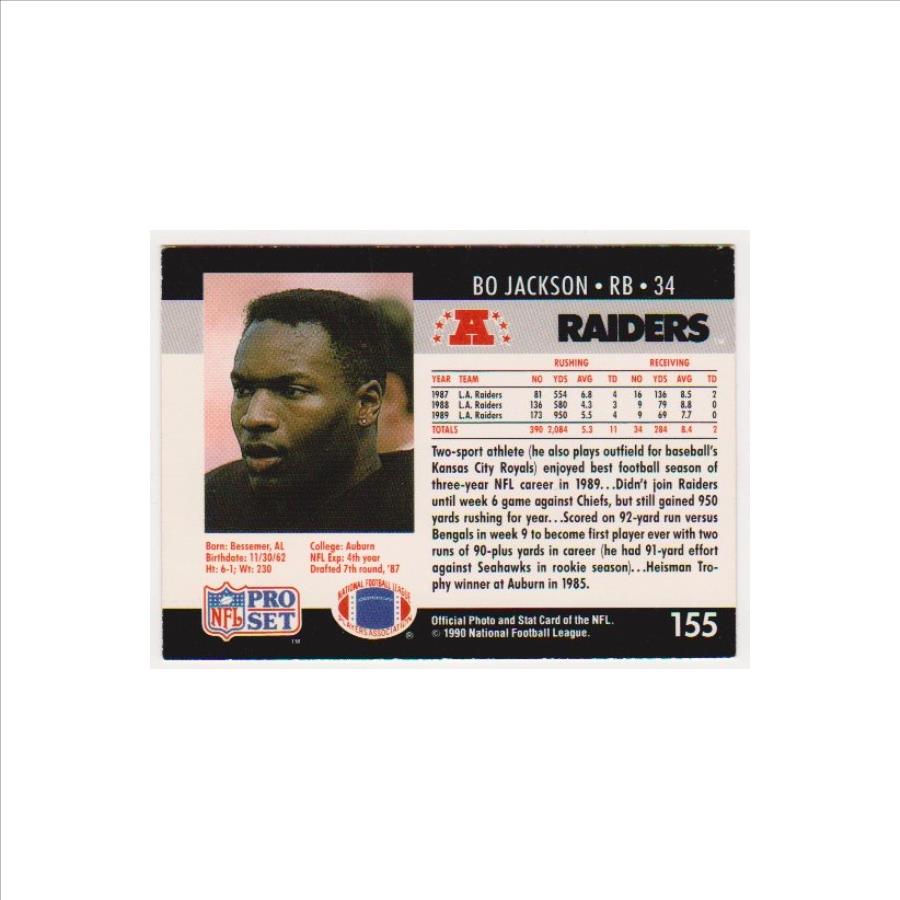 BO JACKSON • RB • 34
A
RAIDERS
RUSHING RECEIVING
YEAR TEAM NO YDS AVG TD NO YDS AVG TD
1987 L.A. Raiders 81 554 6.8 4 16 136 8.5 2
1988 L.A. Raiders 136 580 4.3 3 9 79 8.8 0
1989 L.A. Raiders 173 950 5.5 4 9 69 7.7 0
TOTALS 390 2,084 5.3 11 34 284 8.4 2
Two-sport athlete (he also plays outfield for baseball's
Kansas City Royals) enjoyed best football season of
three-year NFL career in 1989...Didn't join Raiders
until week 6 game against Chiefs, but still gained 950
yards rushing for year...Scored on 92-yard run versus
Bengals in week 9 to become first player ever with two
runs of 90-plus yards in career (he had 91-yard effort
against Seahawks in rookie season)...Heisman Tro-
phy winner at Auburn in 1985.
Born: Bessemer, AL
Birthdate: 11/30/62
Ht: 6-1; Wt: 230
College: Auburn
NFL Exp: 4th year
Drafted 7th round, '87
NFL PRO SET ™
NATIONAL FOOTBALL LEAGUE
PLAYERS ASSOCIATION ®
Official Photo and Stat Card of the NFL.
© 1990 National Football League.
155